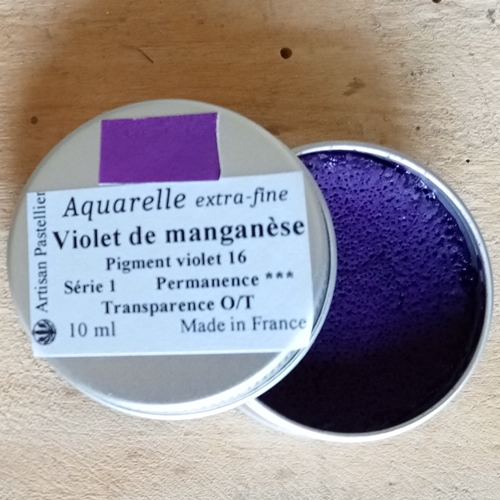 Aquarelle extra-fine
Violet de manganèse
Pigment violet 16
Série 1 Permanence ***
Transparence O/T
10 ml Made in France
Artisan Pastellier